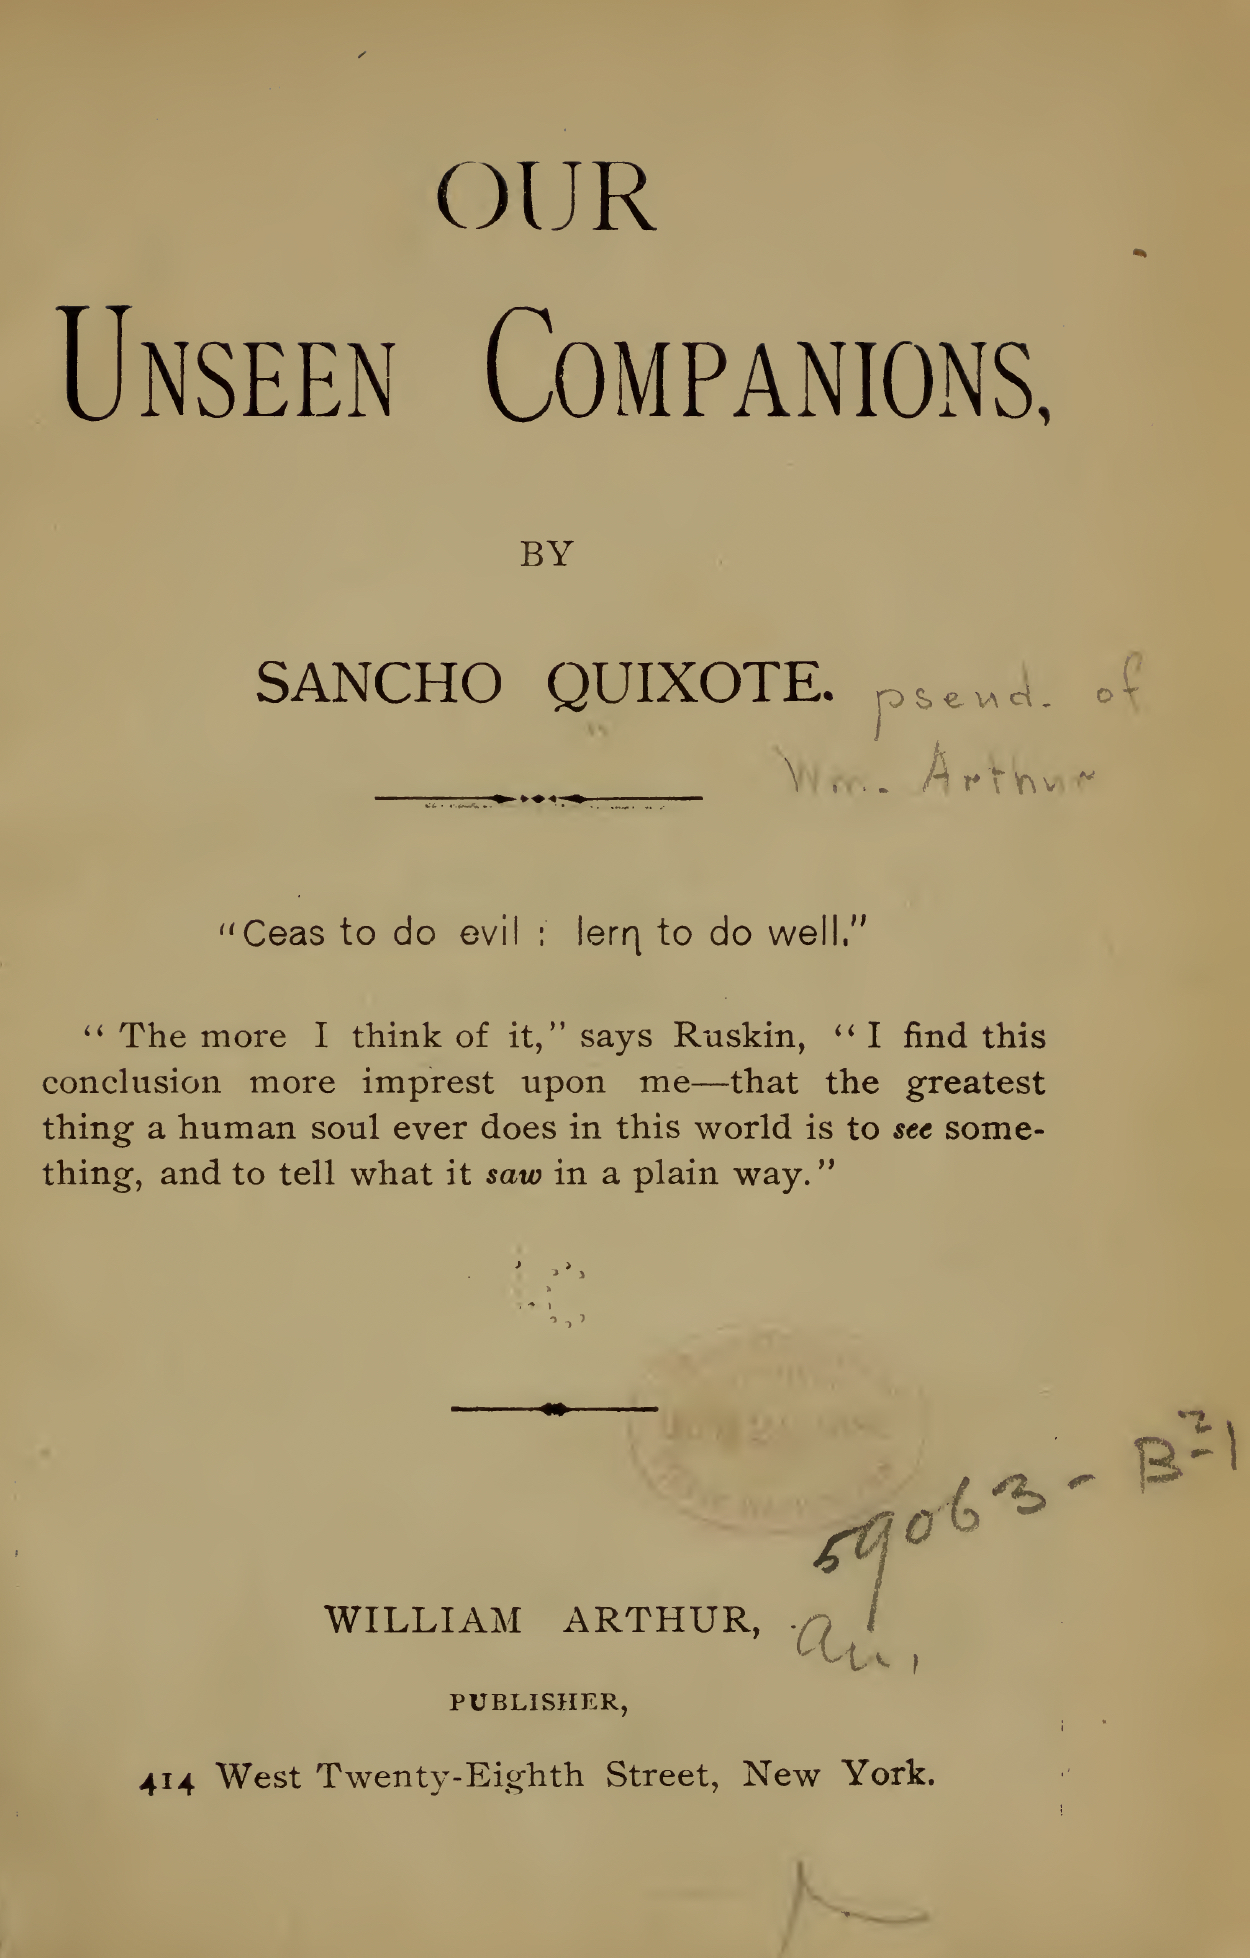 OUR
UNSEEN COMPANIONS,
BY
SANCHO QUIXOTE. pseud. of
Wm. Arthur
"Ceas to do evil : lerƞ to do well."
" The more I think of it," says Ruskin, " I find this
conclusion more imprest upon me—that the greatest
thing a human soul ever does in this world is to see some-
thing, and to tell what it saw in a plain way."
59063 - B²-1
WILLIAM ARTHUR,
PUBLISHER,
414 West Twenty-Eighth Street, New York.